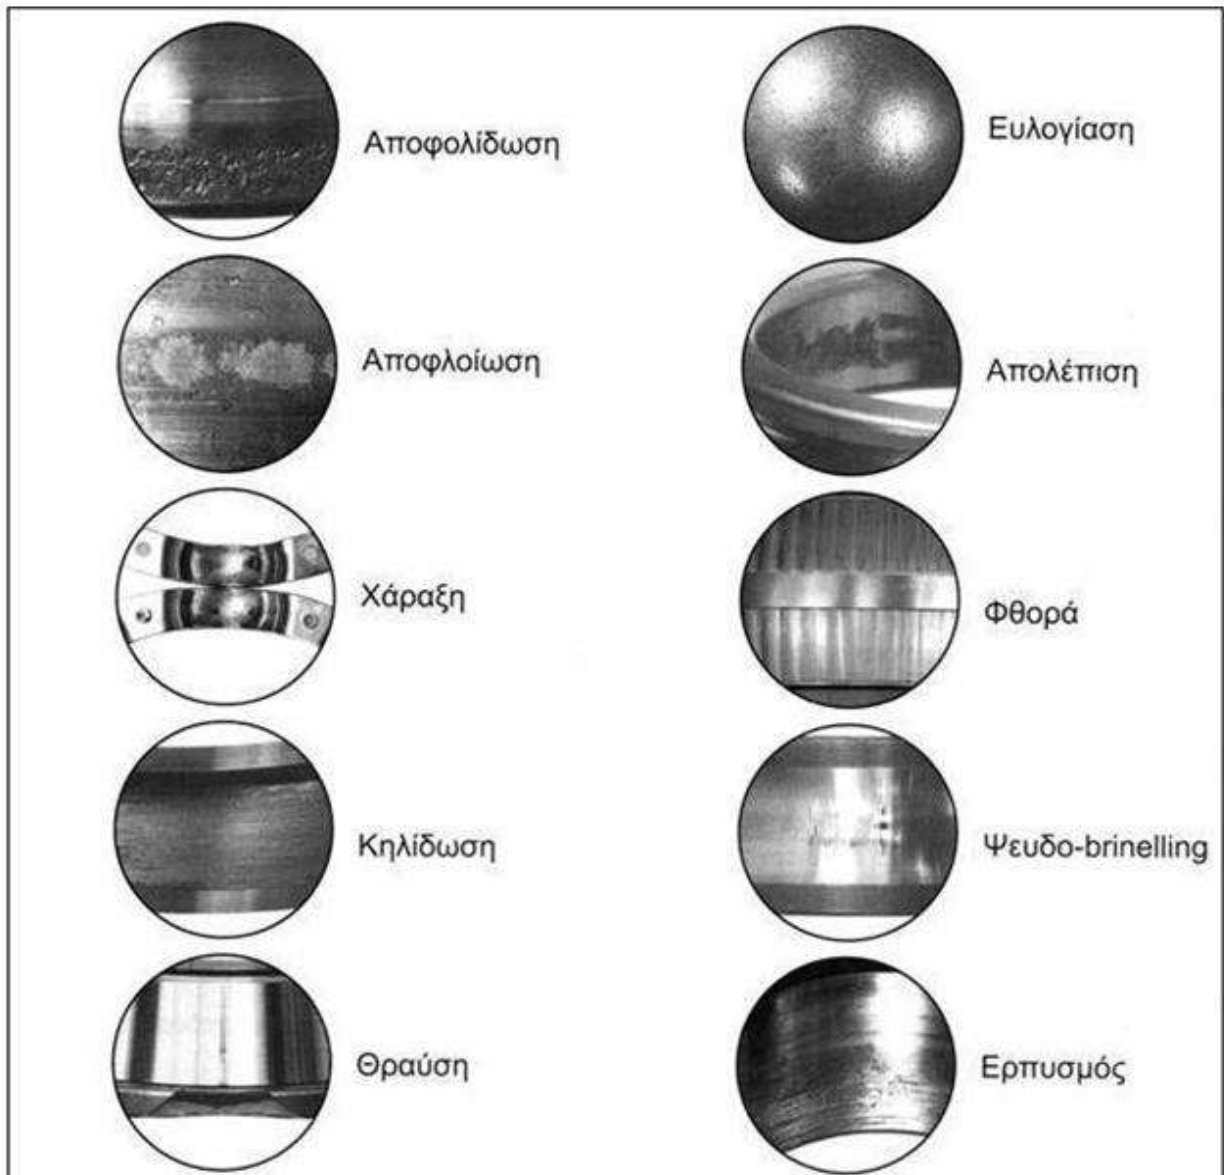 Αποφολίδωση
Ευλογίαση
Αποφλοίωση
Απολέπιση
Χάραξη
Φθορά
Κηλίδωση
Ψευδο-brinelling
Θραύση
Ερπυσμός